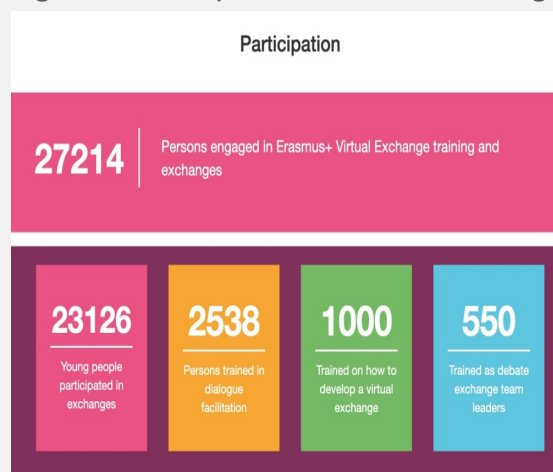 Participation
27214
Persons engaged in Erasmus+ Virtual Exchange training and
exchanges
23126
Young people
participated in
exchanges
2538
Persons trained in
dialogue
facilitation
1000
Trained on how to
develop a virtual
exchange
550
Trained as debate
exchange team
leaders